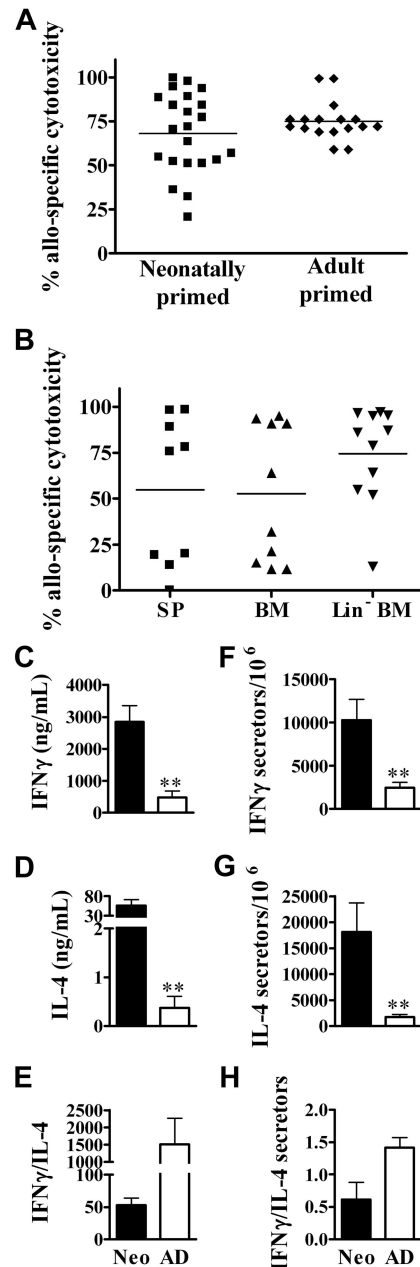 A
% allo-specific cytotoxicity
100
75
50
25
0
Neonatally primed
Adult primed
B
% allo-specific cytotoxicity
100
75
50
25
0
SP
BM
Lin⁻ BM
C
IFNγ (ng/mL)
4000
3000
2000
1000
0
**
F
IFNγ secretors/10⁶
15000
10000
5000
0
**
D
IL-4 (ng/mL)
80
30
2
1
0
**
G
IL-4 secretors/10⁶
25000
20000
15000
10000
5000
0
**
E
IFNγ/IL-4
2500
2000
1500
1000
100
50
0
Neo AD
H
IFNγ/IL-4 secretors
2.0
1.5
1.0
0.5
0.0
Neo AD